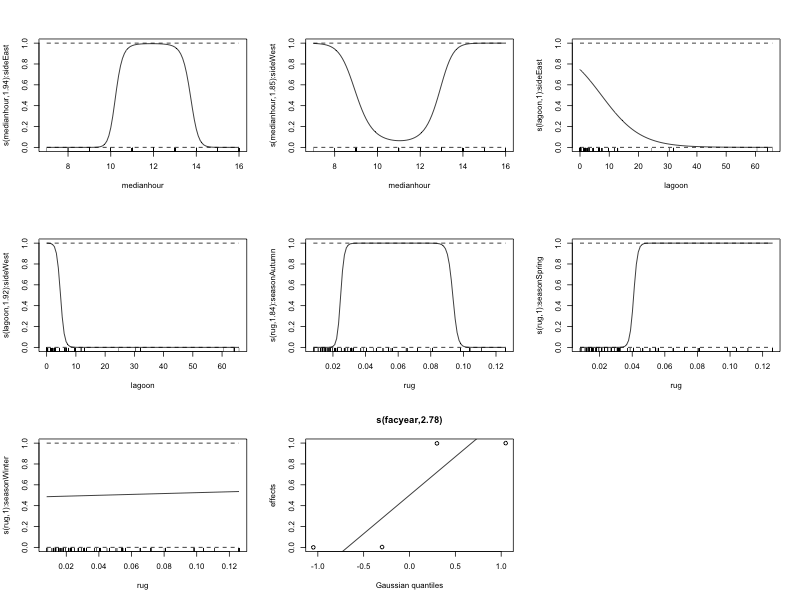 s(medianhour,1.94):sideEast
0.0 0.2 0.4 0.6 0.8 1.0
8 10 12 14 16
medianhour
s(medianhour,1.85):sideWest
0.0 0.2 0.4 0.6 0.8 1.0
8 10 12 14 16
medianhour
s(lagoon,1):sideEast
0.0 0.2 0.4 0.6 0.8 1.0
0 10 20 30 40 50 60
lagoon
s(lagoon,1.92):sideWest
0.0 0.2 0.4 0.6 0.8 1.0
0 10 20 30 40 50 60
lagoon
s(rug,1.84):seasonAutumn
0.0 0.2 0.4 0.6 0.8 1.0
0.02 0.04 0.06 0.08 0.10 0.12
rug
s(rug,1):seasonSpring
0.0 0.2 0.4 0.6 0.8 1.0
0.02 0.04 0.06 0.08 0.10 0.12
rug
s(rug,1):seasonWinter
0.0 0.2 0.4 0.6 0.8 1.0
0.02 0.04 0.06 0.08 0.10 0.12
rug
s(facyear,2.78)
effects
0.0 0.2 0.4 0.6 0.8 1.0
-1.0 -0.5 0.0 0.5 1.0
Gaussian quantiles